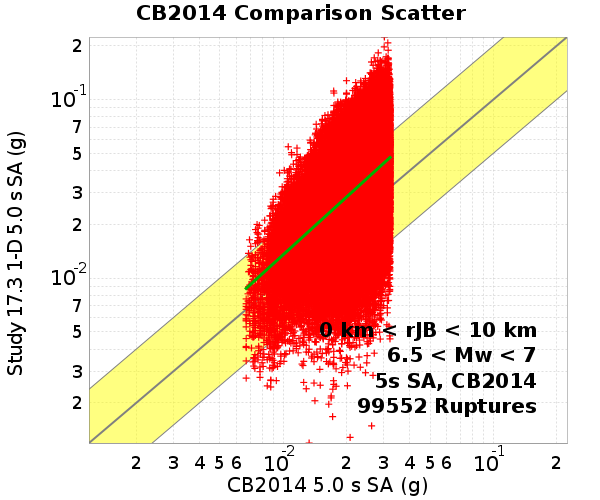 CB2014 Comparison Scatter
Study 17.3 1-D 5.0 s SA (g)
2
10-1
7
5
3
2
10-2
7
5
3
2
0 km < rJB < 10 km
6.5 < Mw < 7
5s SA, CB2014
99552 Ruptures
2 3 4 5 6 10-2 2 3 4 5 6 10-1 2
CB2014 5.0 s SA (g)